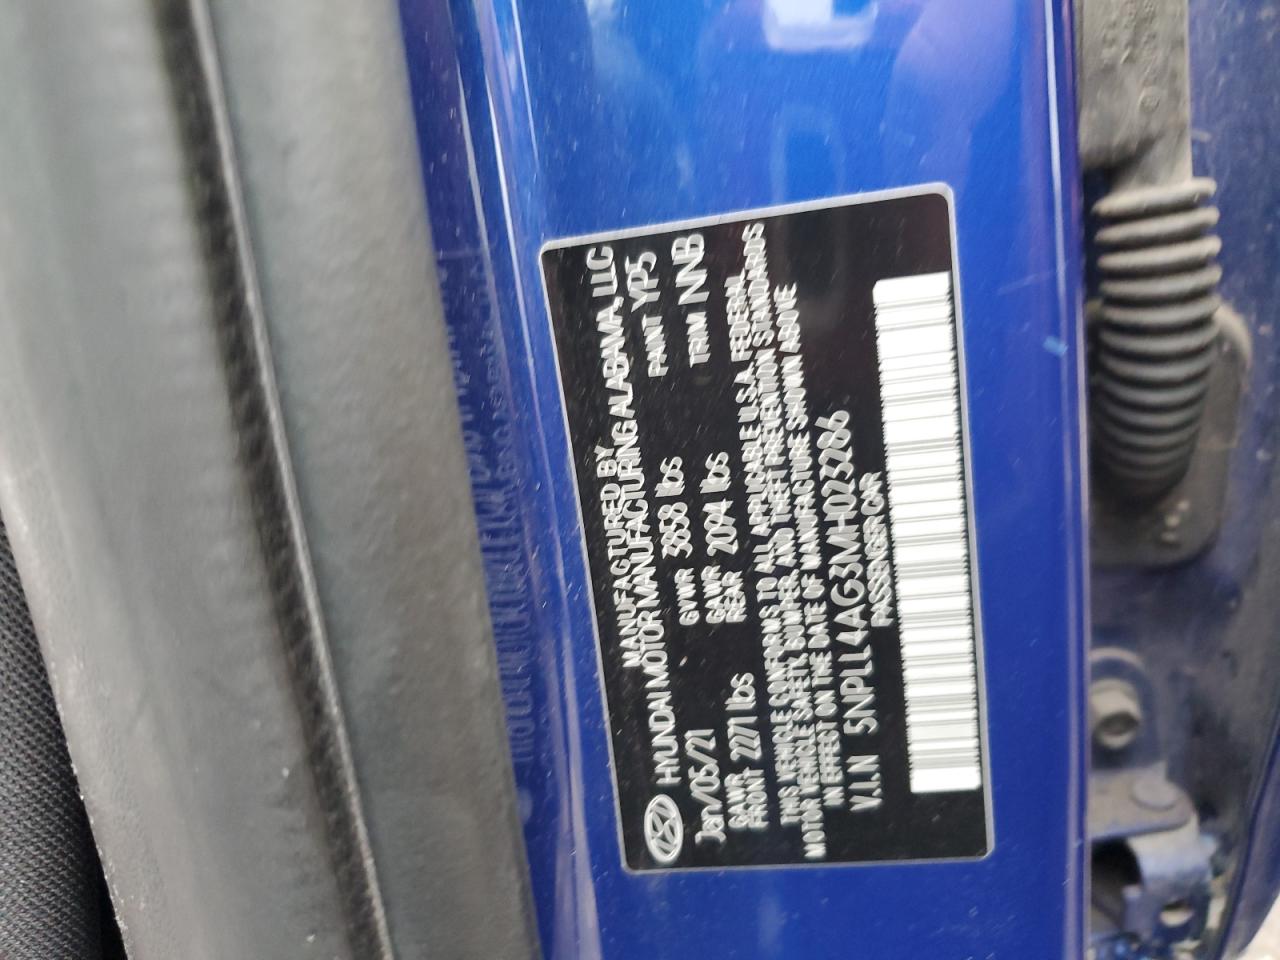 MANUFACTURED BY
HYUNDAI MOTOR MANUFACTURING ALABAMA, LLC
Jan/05/21 GVWR 3858 lbs PAINT YP5
GAWR FRONT 2271 lbs GAWR REAR 2094 lbs TRIM NNB
THIS VEHICLE CONFORMS TO ALL APPLICABLE U.S.A. FEDERAL
MOTOR VEHICLE SAFETY, BUMPER, AND THEFT PREVENTION STANDARDS
IN EFFECT ON THE DATE OF MANUFACTURE SHOWN ABOVE
V.I.N 5NPLL4AG3MH023286
PASSENGER CAR